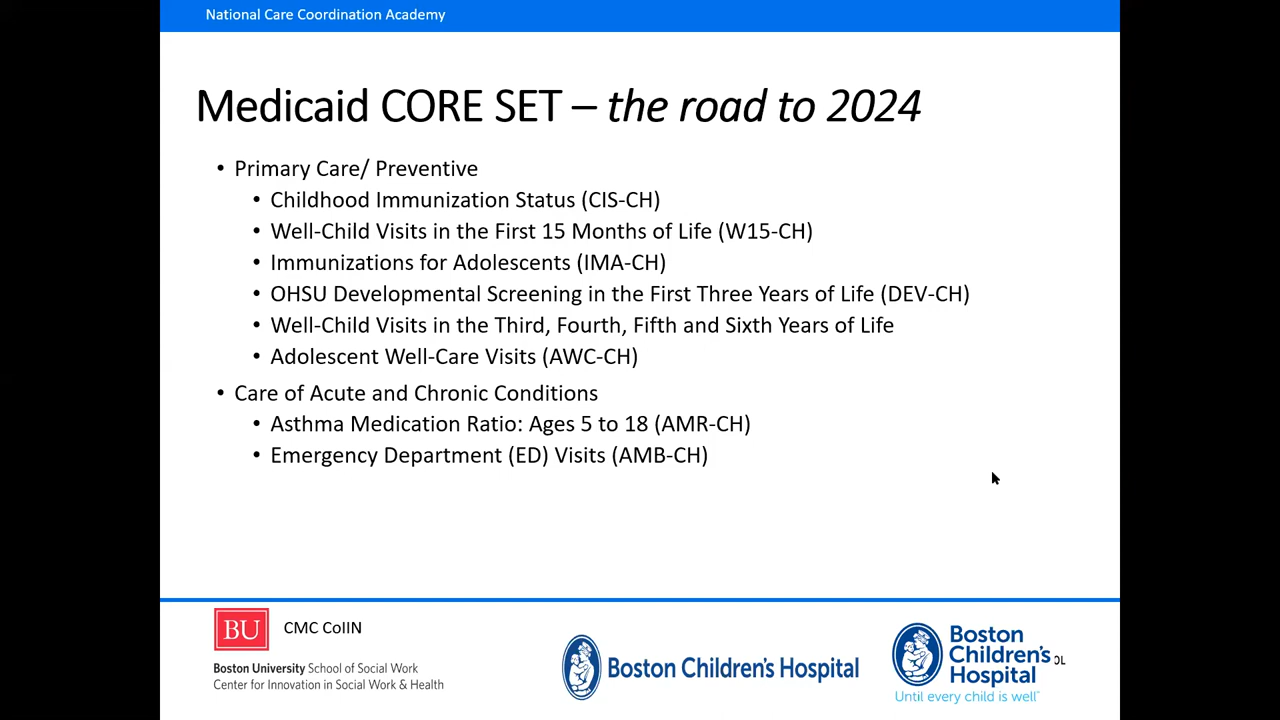 National Care Coordination Academy
Medicaid CORE SET – the road to 2024
• Primary Care/ Preventive
• Childhood Immunization Status (CIS-CH)
• Well-Child Visits in the First 15 Months of Life (W15-CH)
• Immunizations for Adolescents (IMA-CH)
• OHSU Developmental Screening in the First Three Years of Life (DEV-CH)
• Well-Child Visits in the Third, Fourth, Fifth and Sixth Years of Life
• Adolescent Well-Care Visits (AWC-CH)
• Care of Acute and Chronic Conditions
• Asthma Medication Ratio: Ages 5 to 18 (AMR-CH)
• Emergency Department (ED) Visits (AMB-CH)
BU
CMC CoIIN
Boston University School of Social Work
Center for Innovation in Social Work & Health
Boston Children's Hospital
Boston
Children's
Hospital
Until every child is well™